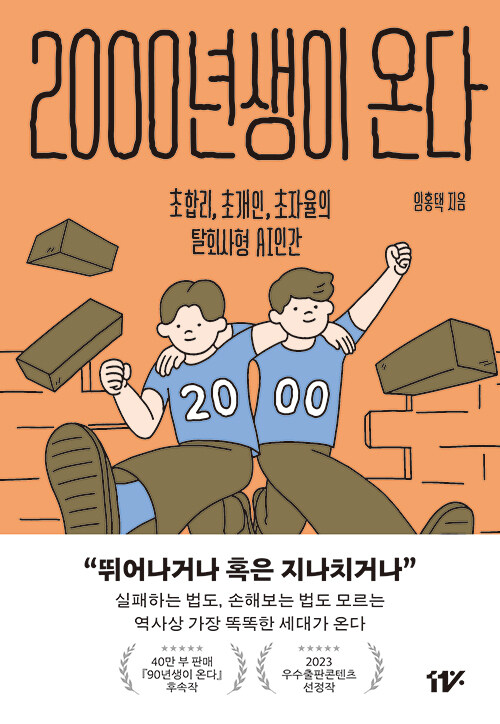 2000년생이 온다
초합리, 초개인, 초자율의
탈회사형 AI인간
임홍택 지음
20 00
“뛰어나거나 혹은 지나치거나”
실패하는 법도, 손해보는 법도 모르는
역사상 가장 똑똑한 세대가 온다
40만 부 판매
『90년생이 온다』
후속작
2023
우수출판콘텐츠
선정작
11%